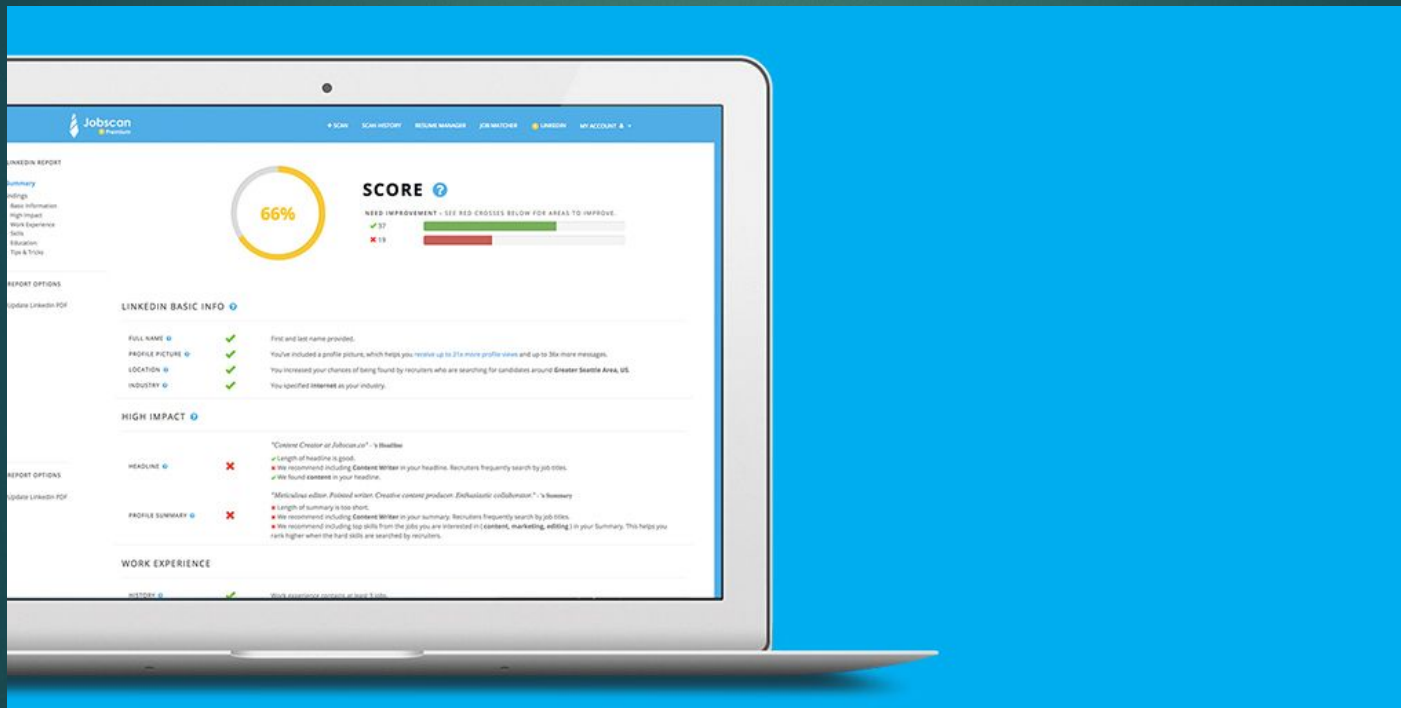 Jobscan
Premium
+ SCAN SCAN HISTORY RESUME MANAGER JOB MATCHER LINKEDIN MY ACCOUNT
LINKEDIN REPORT
Summary
ndings
Basic Information
High Impact
Work Experience
Skills
Education
Tips & Tricks
REPORT OPTIONS
Update Linkedin PDF
66%
SCORE ?
NEED IMPROVEMENT - SEE RED CROSSES BELOW FOR AREAS TO IMPROVE.
37
19
LINKEDIN BASIC INFO ?
FULL NAME ? First and last name provided.
PROFILE PICTURE ? You've included a profile picture, which helps you receive up to 21x more profile views and up to 36x more messages.
LOCATION ? You increased your chances of being found by recruiters who are searching for candidates around Greater Seattle Area, US.
INDUSTRY ? You specified Internet as your industry.
HIGH IMPACT ?
"Content Creator at Jobscan.co" - 's Headline
Length of headline is good.
HEADLINE ? We recommend including Content Writer in your headline. Recruiters frequently search by job titles.
We found content in your headline.
REPORT OPTIONS
Update Linkedin PDF
"Meticulous editor. Pointed writer. Creative content producer. Enthusiastic collaborator." - 's Summary
Length of summary is too short.
PROFILE SUMMARY ? We recommend including Content Writer in your summary. Recruiters frequently search by job titles.
We recommend including top skills from the jobs you are interested in ( content, marketing, editing ) in your Summary. This helps you
rank higher when the hard skills are searched by recruiters.
WORK EXPERIENCE
HISTORY ? Work experience contains at least 3 jobs.